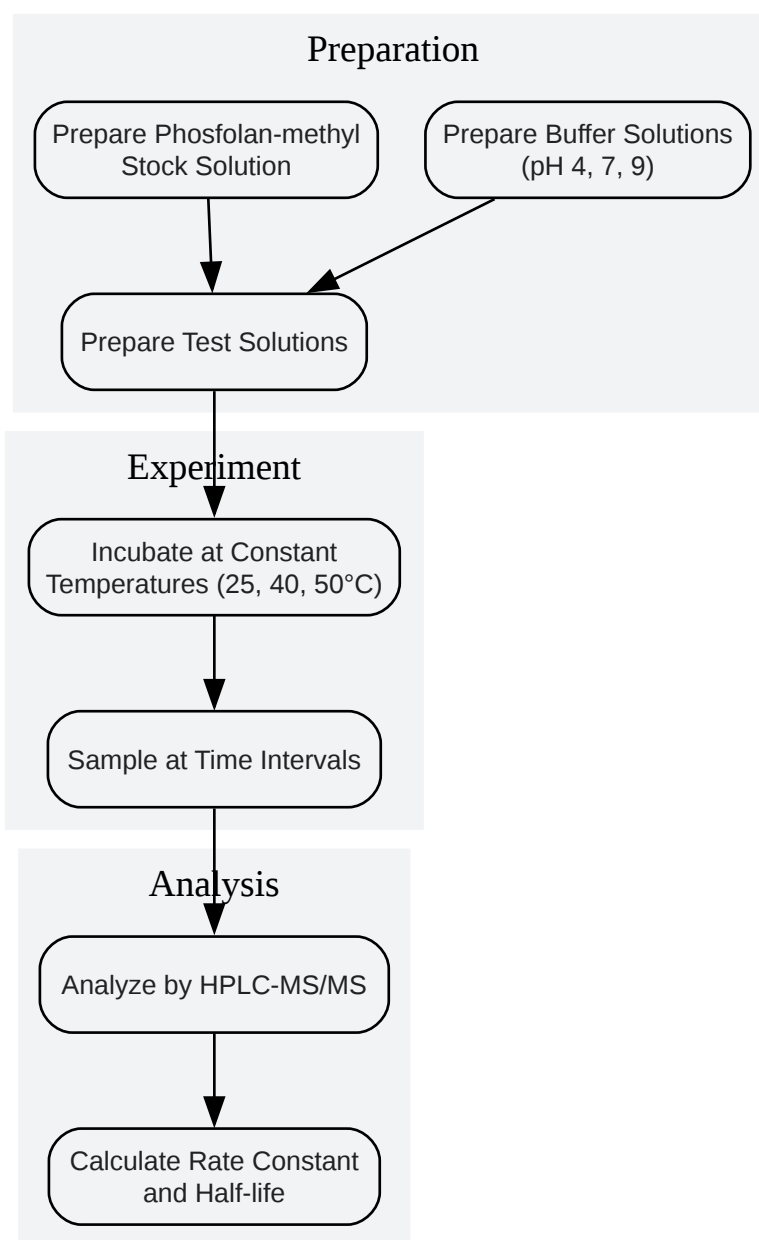 Preparation
Prepare Phosfolan-methyl
Stock Solution
Prepare Buffer Solutions
(pH 4, 7, 9)
Prepare Test Solutions
Experiment
Incubate at Constant
Temperatures (25, 40, 50°C)
Sample at Time Intervals
Analysis
Analyze by HPLC-MS/MS
Calculate Rate Constant
and Half-life